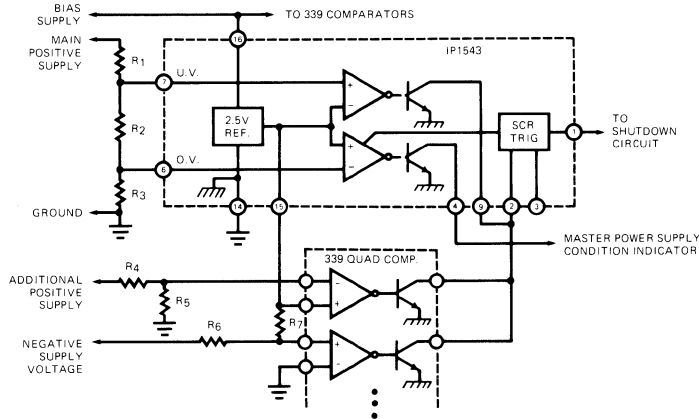 BIAS
SUPPLY
TO 339 COMPARATORS
MAIN
POSITIVE
SUPPLY
16
IP1543
R1
7
U.V.
+
-
2.5V
REF.
SCR
TRIG
1
TO
SHUTDOWN
CIRCUIT
R2
+
-
6
O.V.
R3
GROUND
14
15
4
9
2
3
MASTER POWER SUPPLY
CONDITION INDICATOR
339 QUAD COMP.
R4
ADDITIONAL
POSITIVE
SUPPLY
R5
-
+
R6
R7
NEGATIVE
SUPPLY
VOLTAGE
+
-